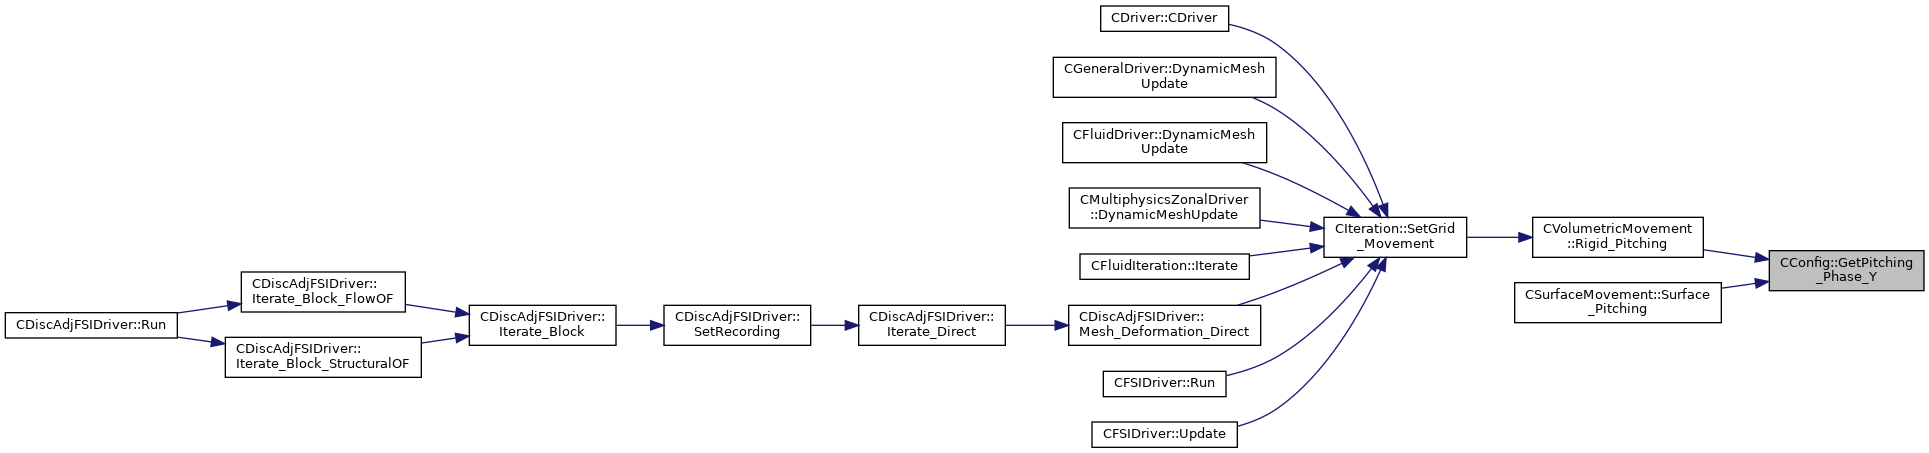 CDriver::CDriver
CGeneralDriver::DynamicMesh
Update
CFluidDriver::DynamicMesh
Update
CMultiphysicsZonalDriver
::DynamicMeshUpdate
CIteration::SetGrid
_Movement
CVolumetricMovement
::Rigid_Pitching
CConfig::GetPitching
_Phase_Y
CFluidIteration::Iterate
CSurfaceMovement::Surface
_Pitching
CDiscAdjFSIDriver::
Iterate_Block_FlowOF
CDiscAdjFSIDriver::Run
CDiscAdjFSIDriver::
Iterate_Block_StructuralOF
CDiscAdjFSIDriver::
Iterate_Block
CDiscAdjFSIDriver::
SetRecording
CDiscAdjFSIDriver::
Iterate_Direct
CDiscAdjFSIDriver::
Mesh_Deformation_Direct
CFSIDriver::Run
CFSIDriver::Update